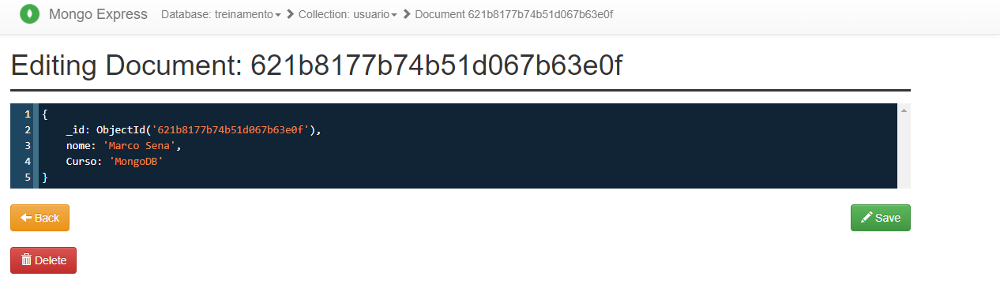 Mongo Express Database: treinamento Collection: usuario Document 621b8177b74b51d067b63e0f
Editing Document: 621b8177b74b51d067b63e0f
1 {
2 _id: ObjectId('621b8177b74b51d067b63e0f'),
3 nome: 'Marco Sena',
4 Curso: 'MongoDB'
5 }
Back Save
Delete